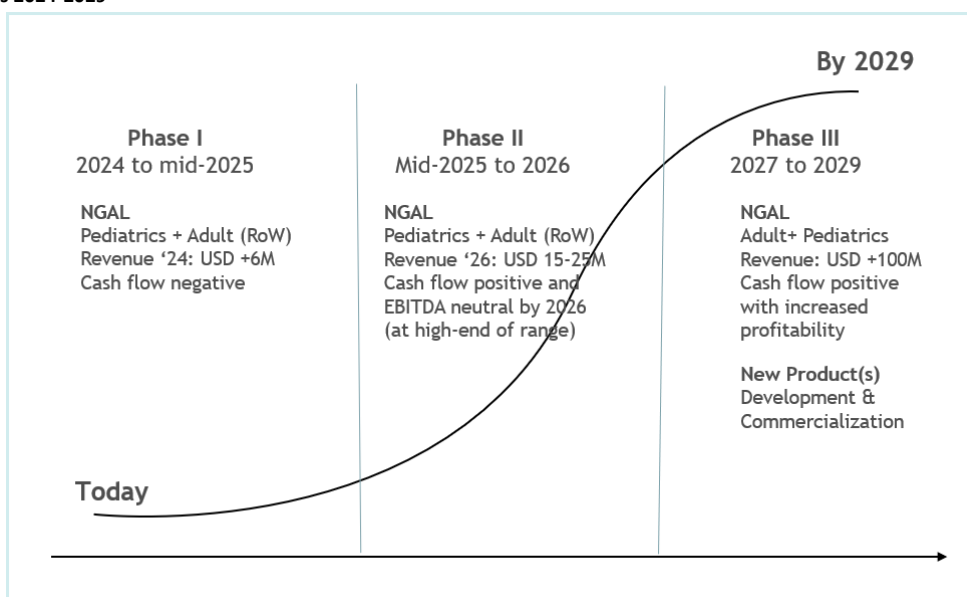 By 2029
Phase I
2024 to mid-2025
NGAL
Pediatrics + Adult (RoW)
Revenue ‘24: USD +6M
Cash flow negative
Phase II
Mid-2025 to 2026
NGAL
Pediatrics + Adult (RoW)
Revenue ‘26: USD 15-25M
Cash flow positive and
EBITDA neutral by 2026
(at high-end of range)
Phase III
2027 to 2029
NGAL
Adult+ Pediatrics
Revenue: USD +100M
Cash flow positive
with increased
profitability
New Product(s)
Development &
Commercialization
Today